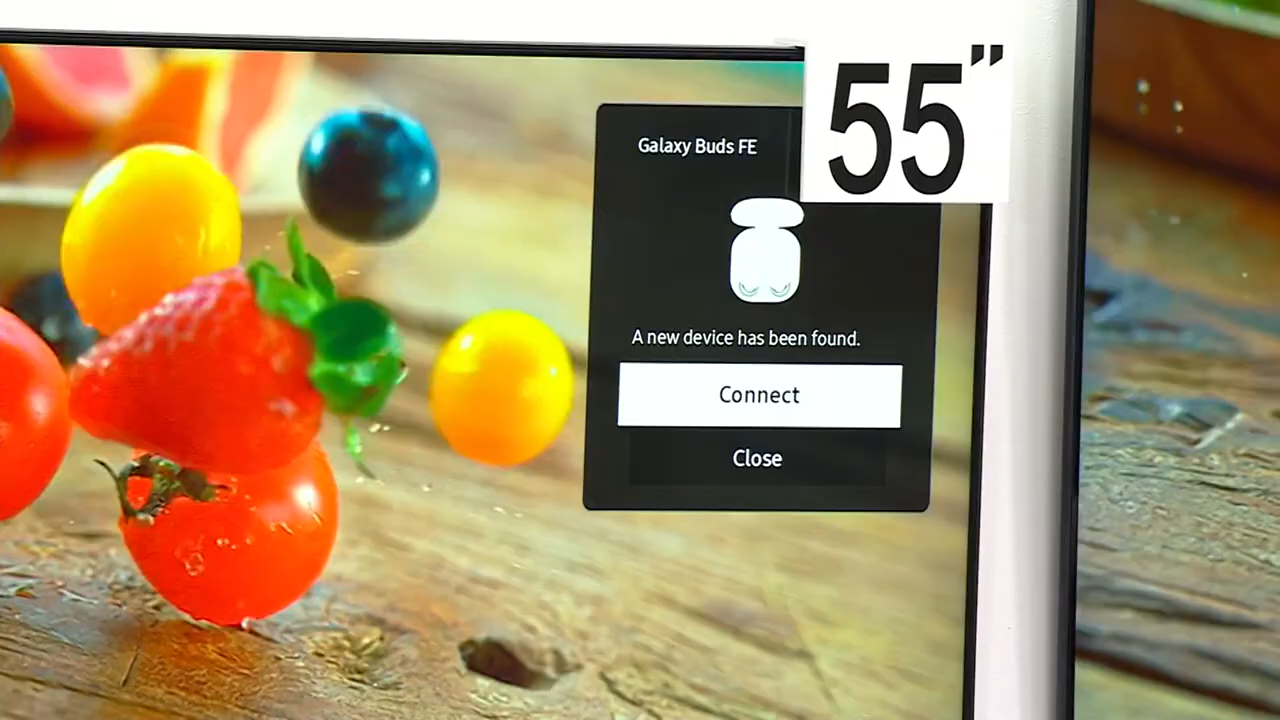 55”
Galaxy Buds FE
A new device has been found.
Connect
Close